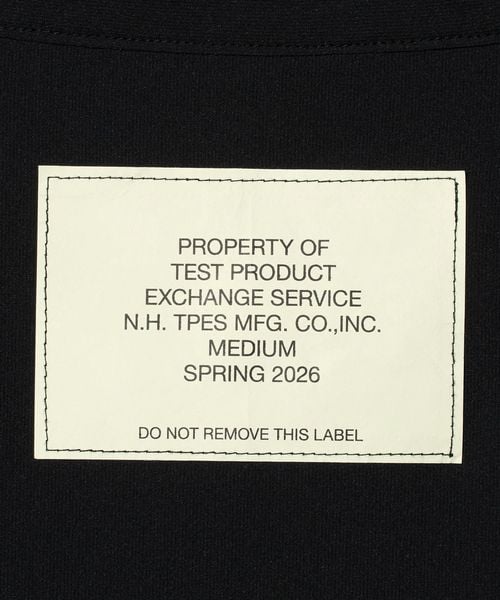 PROPERTY OF
TEST PRODUCT
EXCHANGE SERVICE
N.H. TPES MFG. CO.,INC.
MEDIUM
SPRING 2026
DO NOT REMOVE THIS LABEL